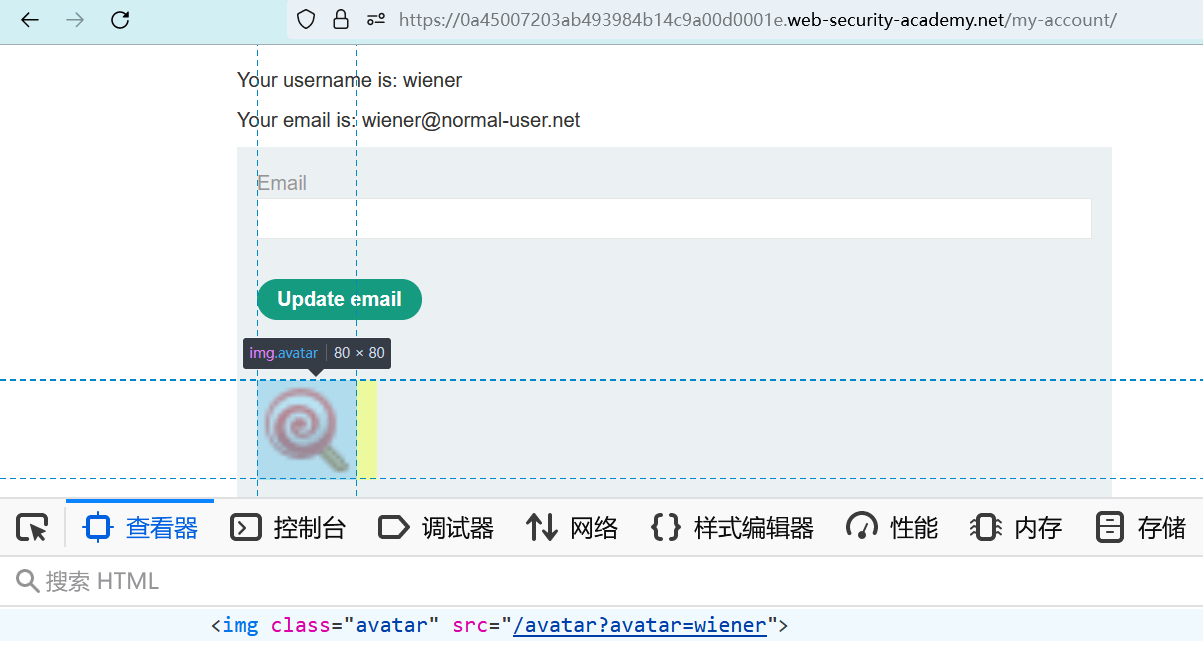 https://0a45007203ab493984b14c9a00d0001e.web-security-academy.net/my-account/
Your username is: wiener
Your email is: wiener@normal-user.net
Email
Update email
img.avatar 80 × 80
查看器 控制台 调试器 网络 样式编辑器 性能 内存 存储
搜索 HTML
<img class="avatar" src="/avatar?avatar=wiener">